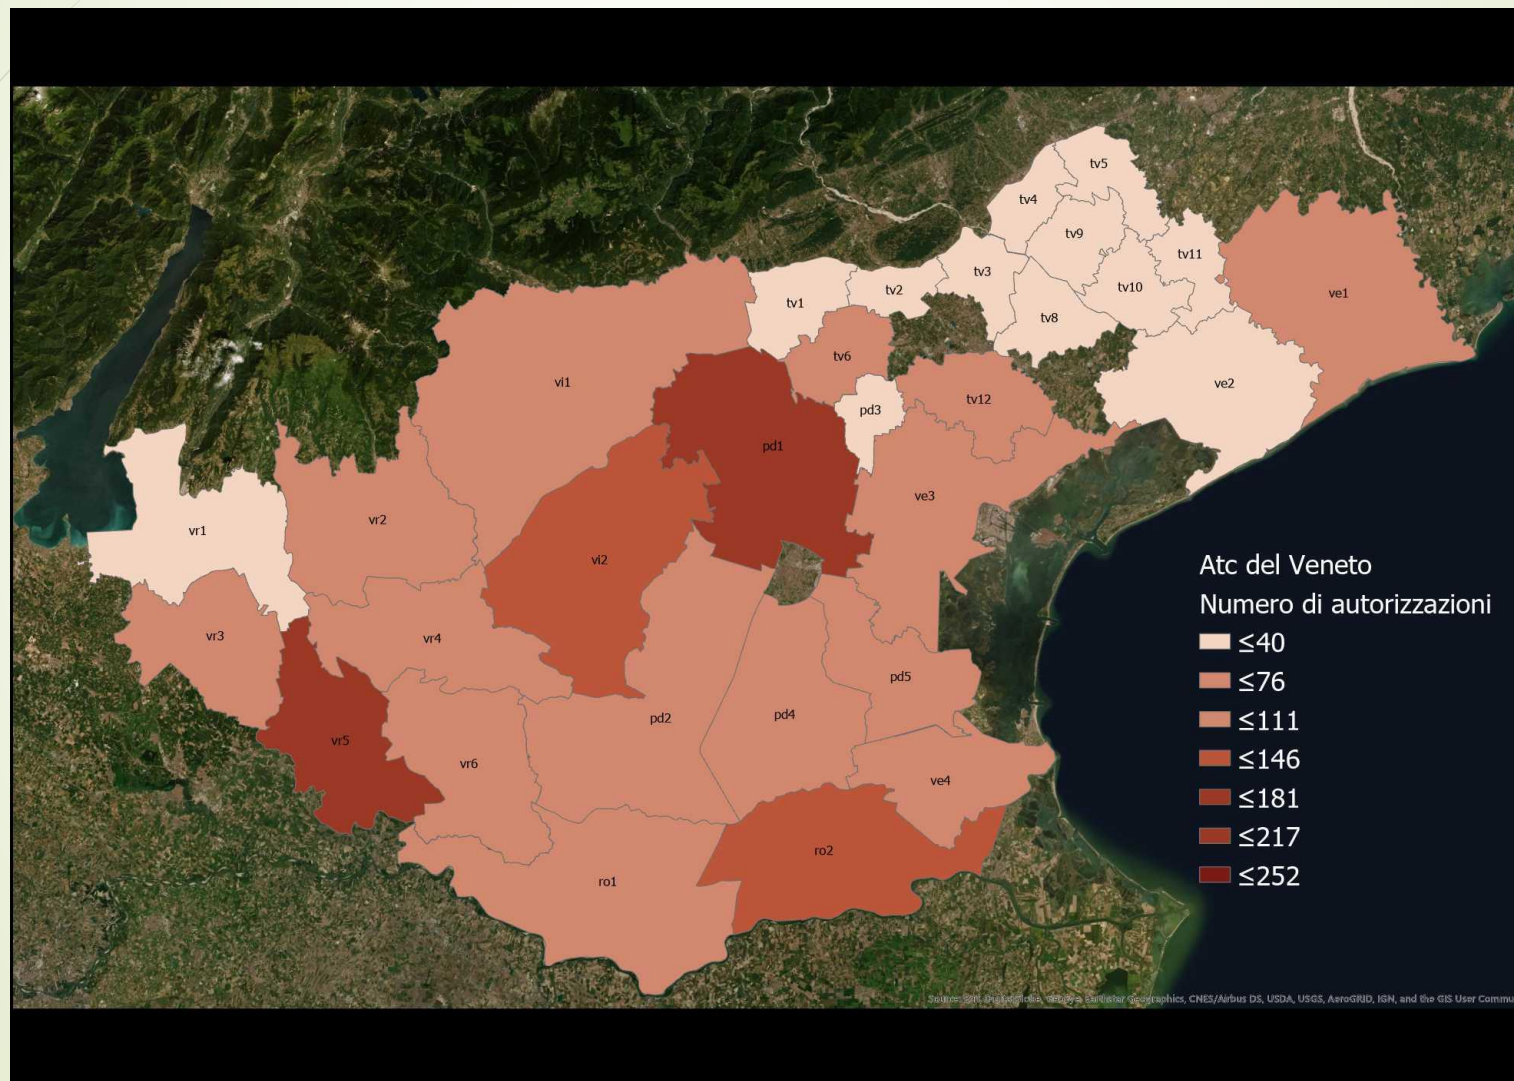 tv5
tv4
tv9
tv11
tv3
tv10
tv2
ve1
tv1
tv8
tv6
vi1
ve2
tv12
pd3
pd1
ve3
vr2
vr1
vi2
vr3
vr4
pd5
pd4
pd2
vr5
vr6
ve4
ro2
ro1
Atc del Veneto
Numero di autorizzazioni
≤40
≤76
≤111
≤146
≤181
≤217
≤252
Geographics, CNES/Airbus DS, USDA, USGS, AeroGRID, IGN, and the GIS User Commu